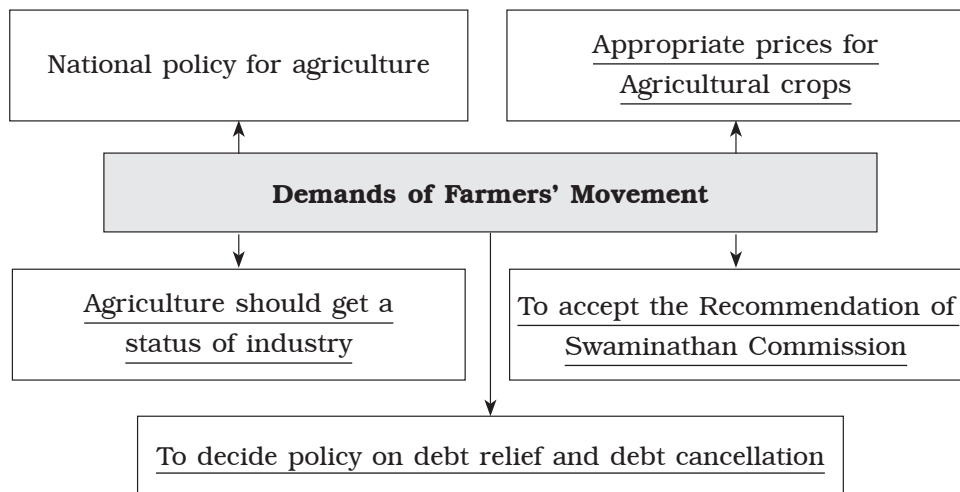 National policy for agriculture
Appropriate prices for
Agricultural crops
Demands of Farmers’ Movement
Agriculture should get a
status of industry
To accept the Recommendation of
Swaminathan Commission
To decide policy on debt relief and debt cancellation